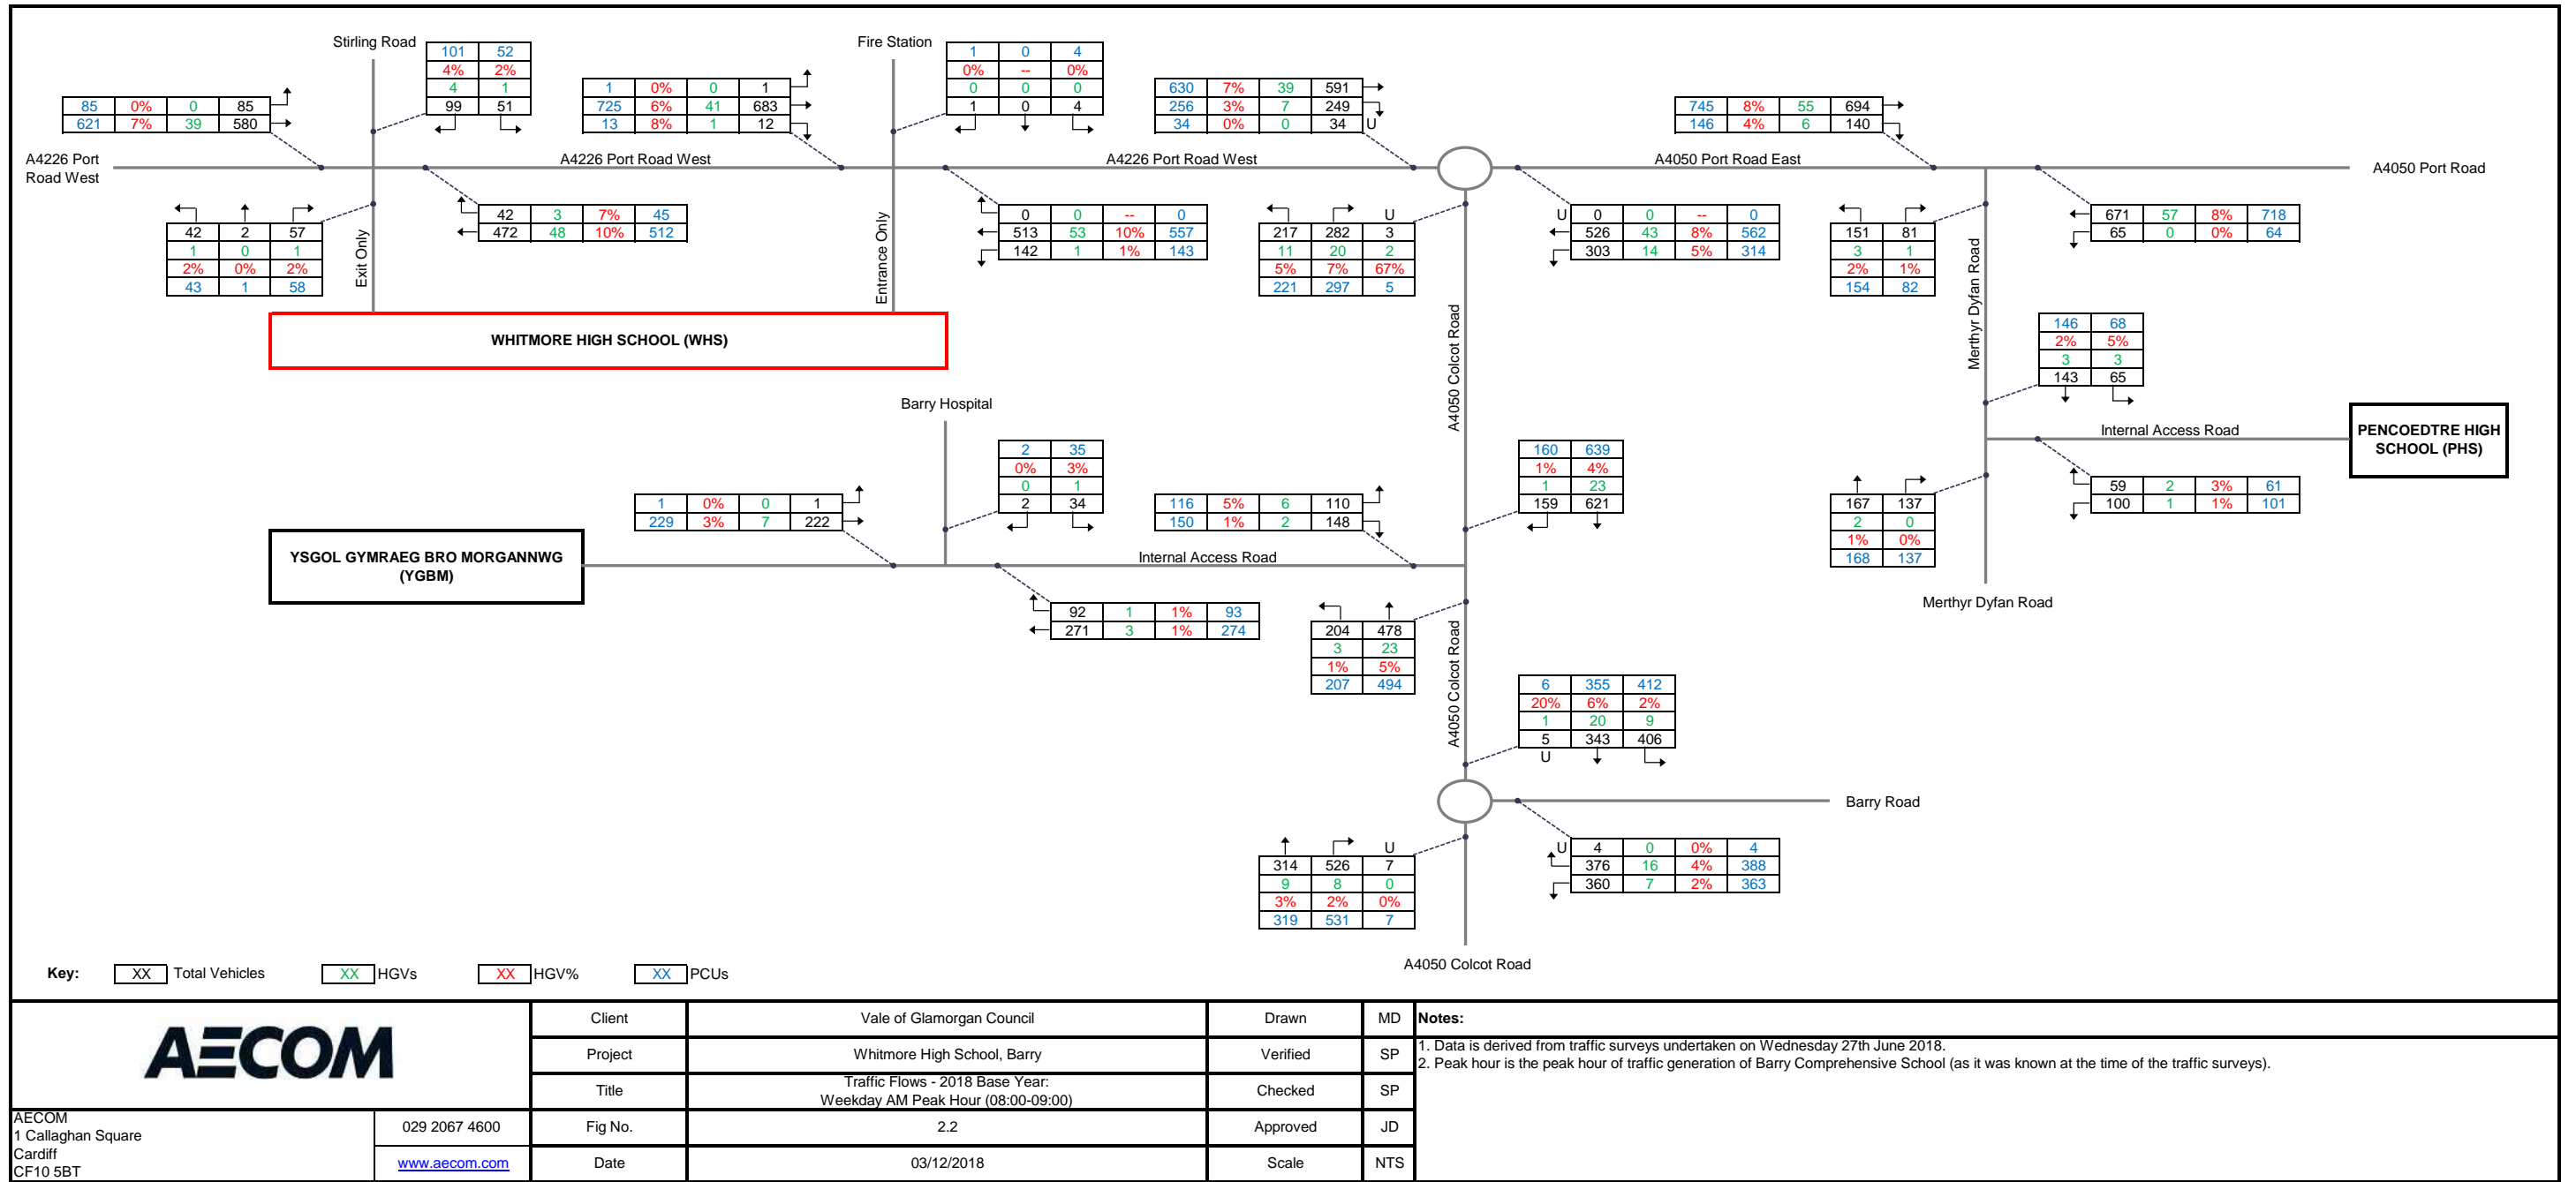 Stirling Road
101 52
4% 2%
4 1
99 51
Fire Station
1 0 4
0% -- 0%
0 0 0
1 0 4
85 0% 0 85
621 7% 39 580
1 0% 0 1
725 6% 41 683
13 8% 1 12
630 7% 39 591
256 3% 7 249
34 0% 0 34 U
745 8% 55 694
146 4% 6 140
A4226 Port
Road West
A4226 Port Road West
A4226 Port Road West
A4050 Port Road East
A4050 Port Road
42 2 57
1 0 1
2% 0% 2%
43 1 58
Exit Only
42 3 7% 45
472 48 10% 512
Entrance Only
0 0 -- 0
513 53 10% 557
142 1 1% 143
U
217 282 3
11 20 2
5% 7% 67%
221 297 5
U 0 0 -- 0
526 43 8% 562
303 14 5% 314
151 81
3 1
2% 1%
154 82
671 57 8% 718
65 0 0% 64
Merthyr Dyfan Road
A4050 Colcot Road
WHITMORE HIGH SCHOOL (WHS)
146 68
2% 5%
3 3
143 65
Barry Hospital
2 35
0% 3%
0 1
2 34
160 639
1% 4%
1 23
159 621
Internal Access Road
PENCOEDTRE HIGH
SCHOOL (PHS)
1 0% 0 1
229 3% 7 222
116 5% 6 110
150 1% 2 148
167 137
2 0
1% 0%
168 137
59 2 3% 61
100 1 1% 101
YSGOL GYMRAEG BRO MORGANNWG
(YGBM)
Internal Access Road
Merthyr Dyfan Road
92 1 1% 93
271 3 1% 274
204 478
3 23
1% 5%
207 494
A4050 Colcot Road
6 355 412
20% 6% 2%
1 20 9
5 343 406
U
Barry Road
U
314 526 7
9 8 0
3% 2% 0%
319 531 7
U 4 0 0% 4
376 16 4% 388
360 7 2% 363
A4050 Colcot Road
Key: XX Total Vehicles XX HGVs XX HGV% XX PCUs
AECOM
Client Vale of Glamorgan Council Drawn MD
Project Whitmore High School, Barry Verified SP
Title Traffic Flows - 2018 Base Year:
Weekday AM Peak Hour (08:00-09:00) Checked SP
Fig No. 2.2 Approved JD
Date 03/12/2018 Scale NTS
AECOM
1 Callaghan Square
Cardiff
CF10 5BT
029 2067 4600
www.aecom.com
Notes:
1. Data is derived from traffic surveys undertaken on Wednesday 27th June 2018.
2. Peak hour is the peak hour of traffic generation of Barry Comprehensive School (as it was known at the time of the traffic surveys).